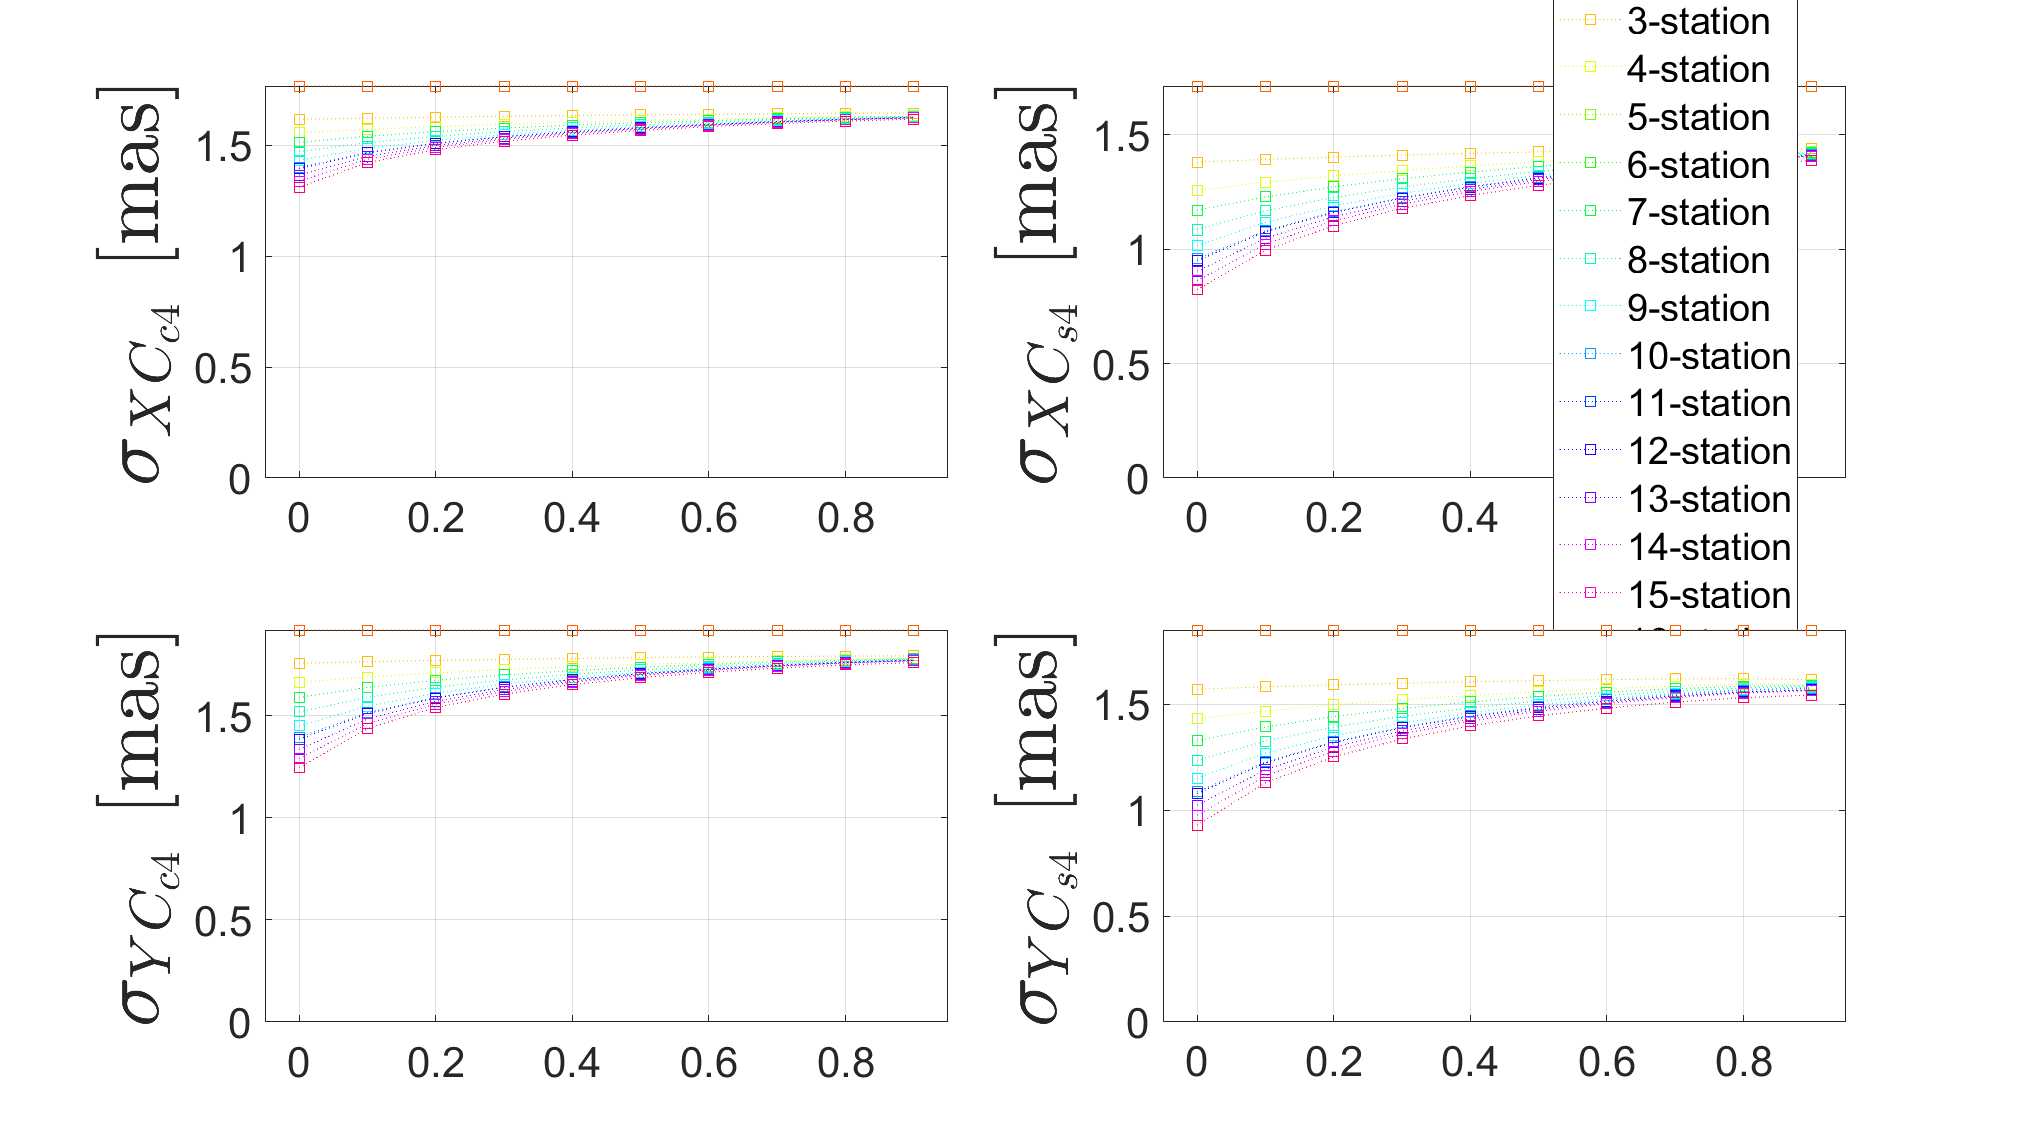 σXC_c4 [mas]
1.5
1
0.5
0
0 0.2 0.4 0.6 0.8
σXC_s4 [mas]
1.5
1
0.5
0
0 0.2 0.4
3-station
4-station
5-station
6-station
7-station
8-station
9-station
10-station
11-station
12-station
13-station
14-station
15-station
σYC_c4 [mas]
1.5
1
0.5
0
0 0.2 0.4 0.6 0.8
σYC_s4 [mas]
1.5
1
0.5
0
0 0.2 0.4 0.6 0.8